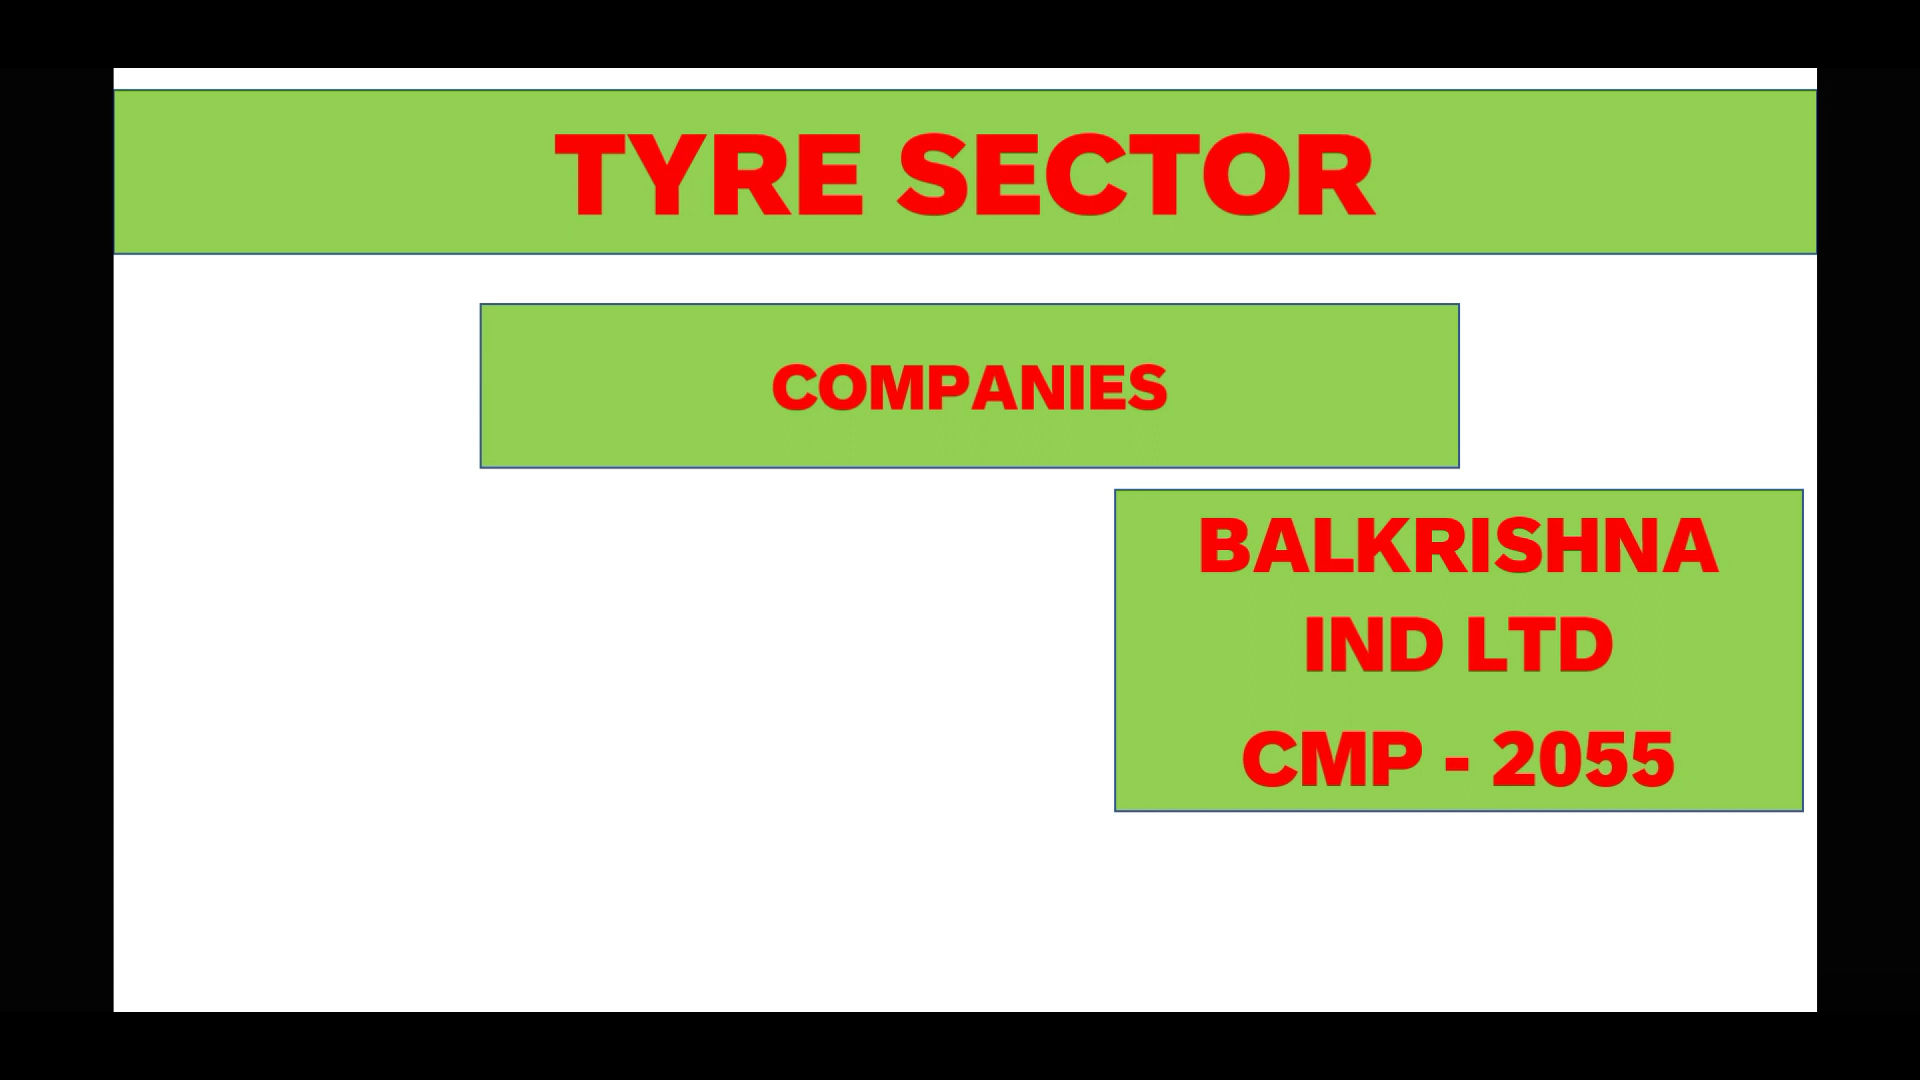 TYRE SECTOR
COMPANIES
BALKRISHNA
IND LTD
CMP - 2055